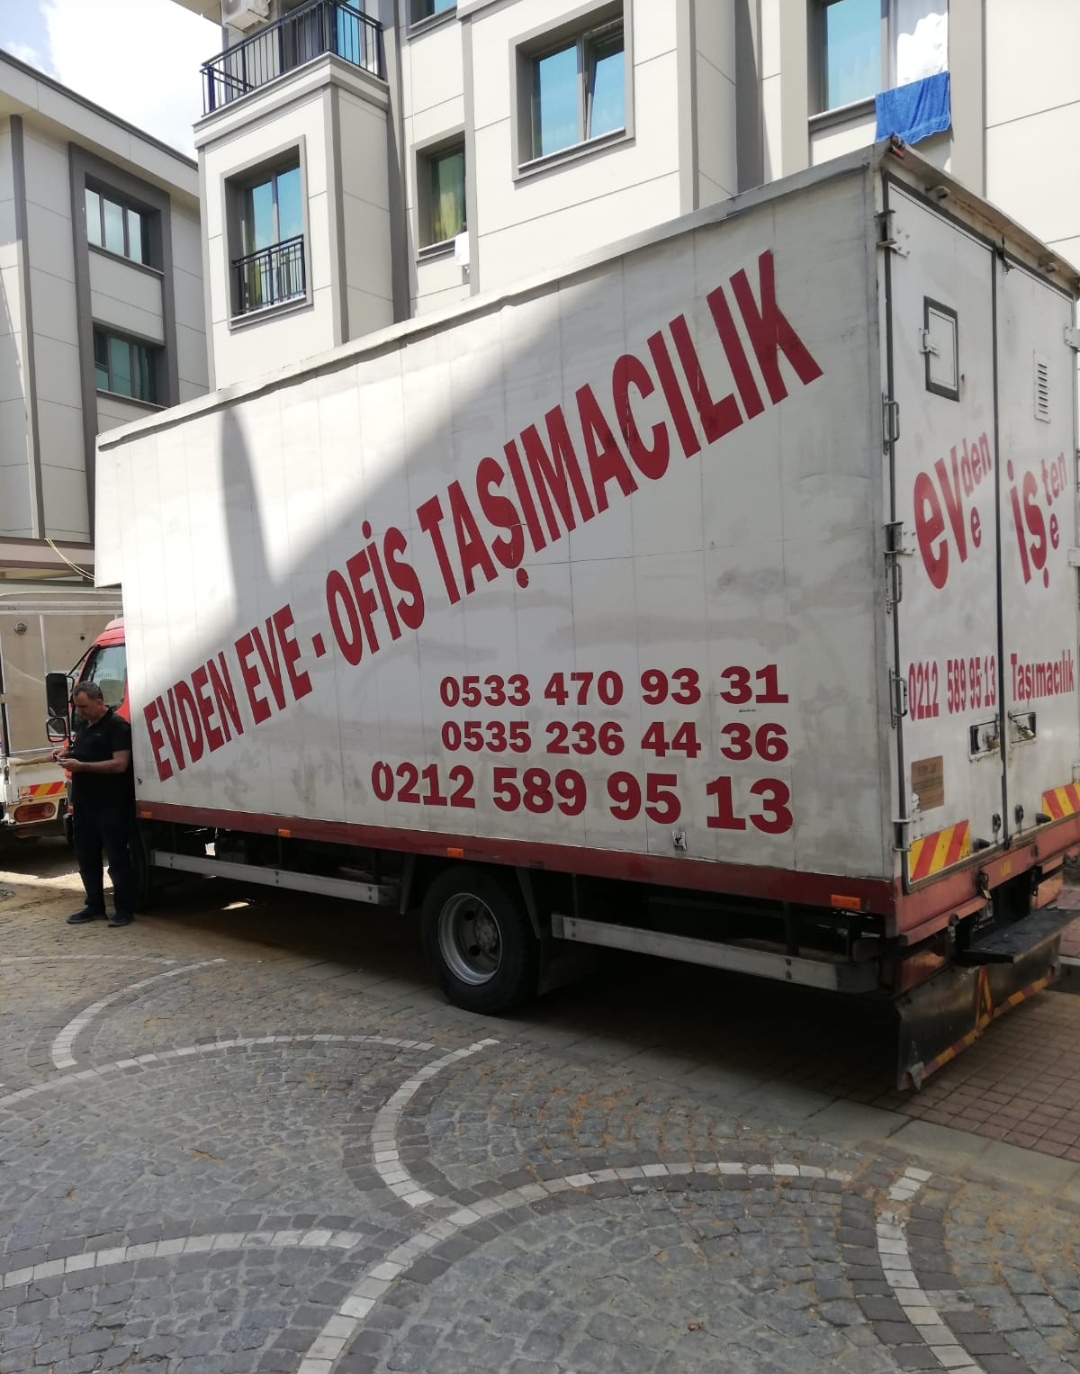 EVDEN EVE - OFİS TAŞIMACILIK
0533 470 93 31
0535 236 44 36
0212 589 95 13
evden eve
işten işe
0212 589 95 13
Taşımacılık